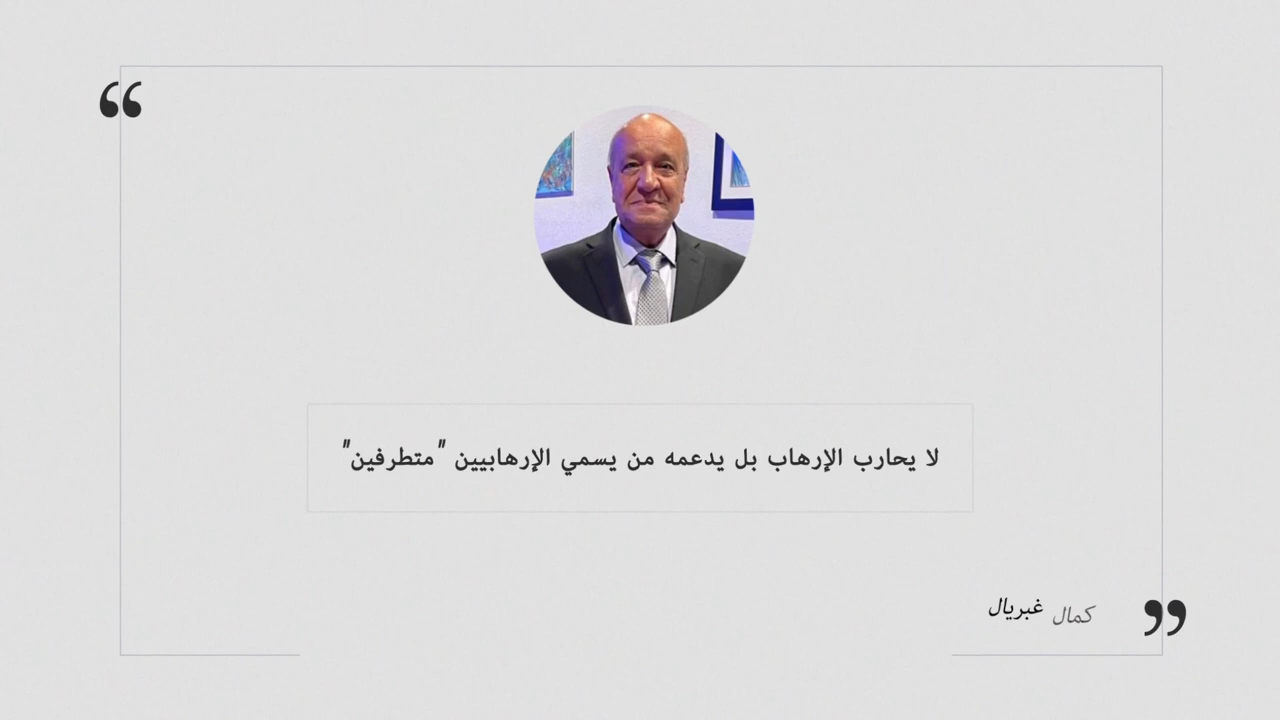 لا يحارب الإرهاب بل يدعمه من يسمي الإرهابيين "متطرفين"
كمال غبريال